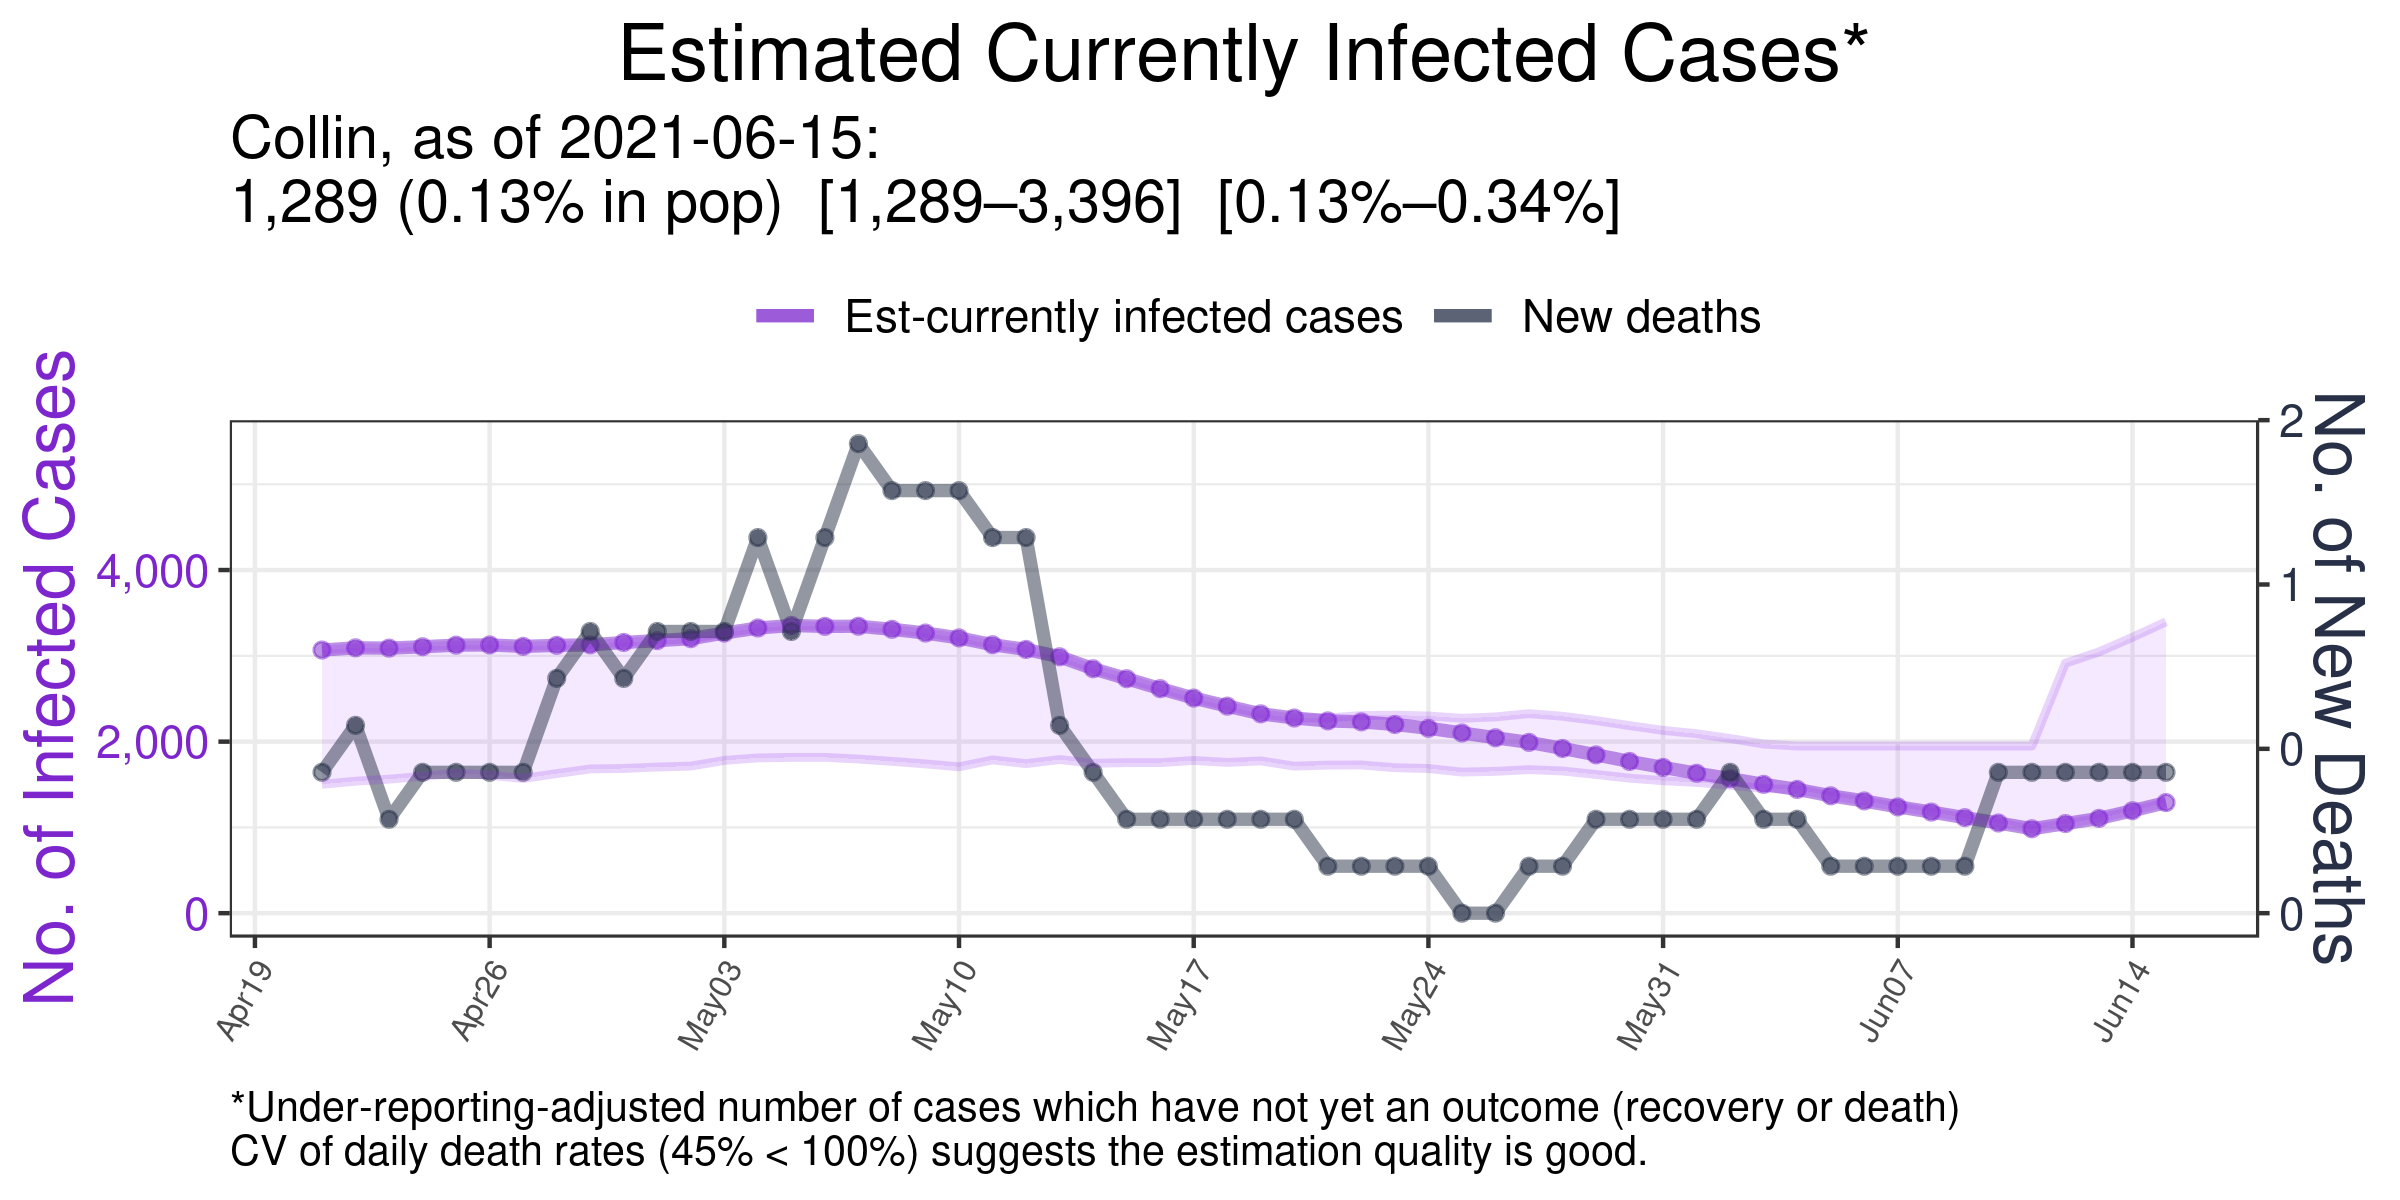 Estimated Currently Infected Cases*
Collin, as of 2021-06-15:
1,289 (0.13% in pop)  [1,289–3,396]  [0.13%–0.34%]
Est-currently infected cases
New deaths
No. of Infected Cases
4,000
2,000
0
2
1
0
0
No. of New Deaths
Apr19
Apr26
May03
May10
May17
May24
May31
Jun07
Jun14
*Under-reporting-adjusted number of cases which have not yet an outcome (recovery or death)
CV of daily death rates (45% < 100%) suggests the estimation quality is good.